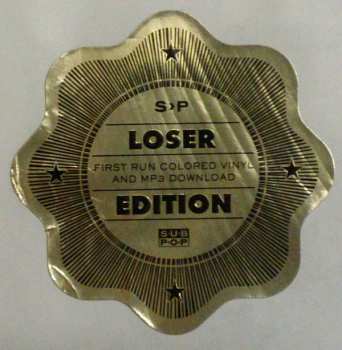 S>P
LOSER
FIRST RUN COLORED VINYL
AND MP3 DOWNLOAD
EDITION
SUB
POP